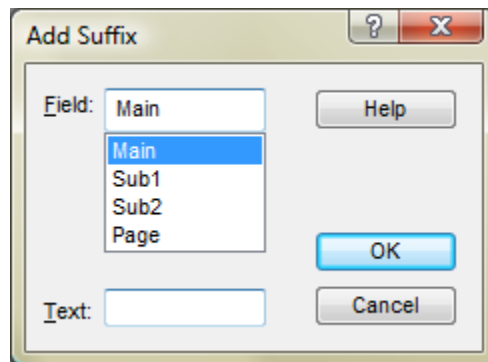 Add Suffix
?
X
Field:
Main
Help
Main
Sub1
Sub2
Page
OK
Text:
Cancel